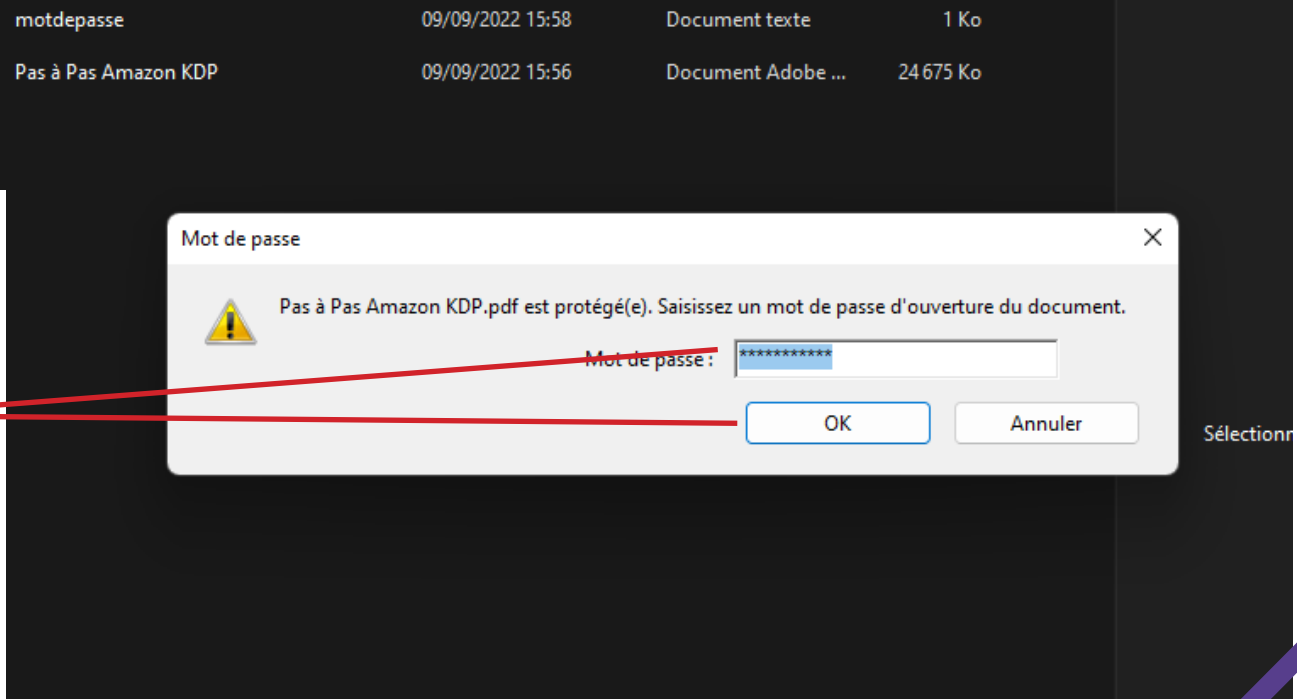 motdepasse 09/09/2022 15:58 Document texte 1 Ko
Pas à Pas Amazon KDP 09/09/2022 15:56 Document Adobe ... 24 675 Ko
Mot de passe
Pas à Pas Amazon KDP.pdf est protégé(e). Saisissez un mot de passe d'ouverture du document.
Mot de passe : ***********
OK Annuler
Sélectionn